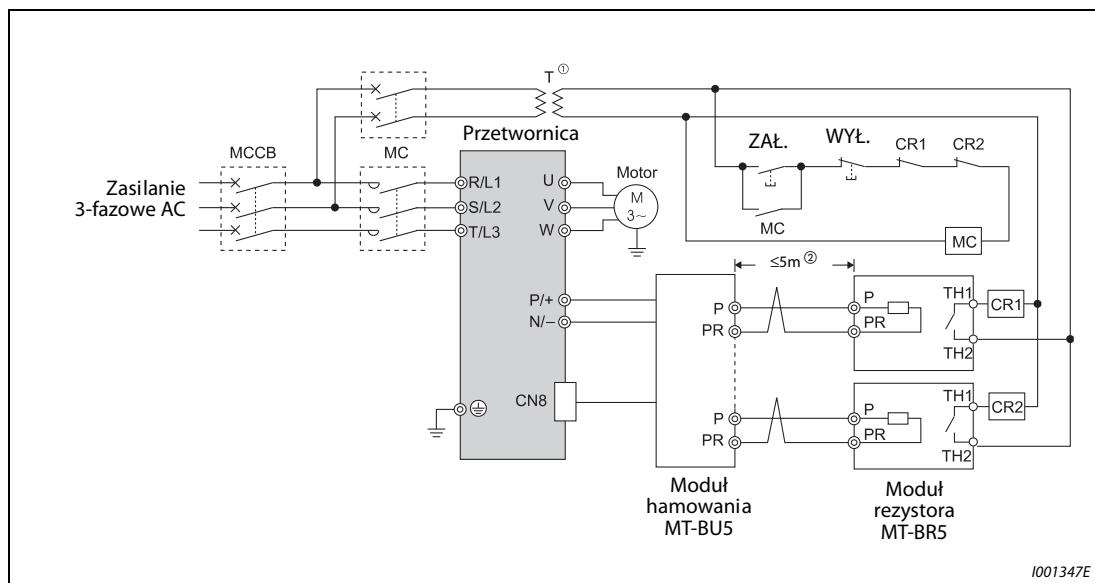 T ①
Przetwornica
MCCB
MC
Zasilanie
3-fazowe AC
R/L1
S/L2
T/L3
U
V
W
Motor
M
3~
ZAŁ.
WYŁ.
CR1
CR2
MC
MC
P/+
N/–
CN8
≤5m ②
P
PR
P
PR
TH1
TH2
CR1
P
PR
P
PR
TH1
TH2
CR2
Moduł
hamowania
MT-BU5
Moduł
rezystora
MT-BR5
I001347E